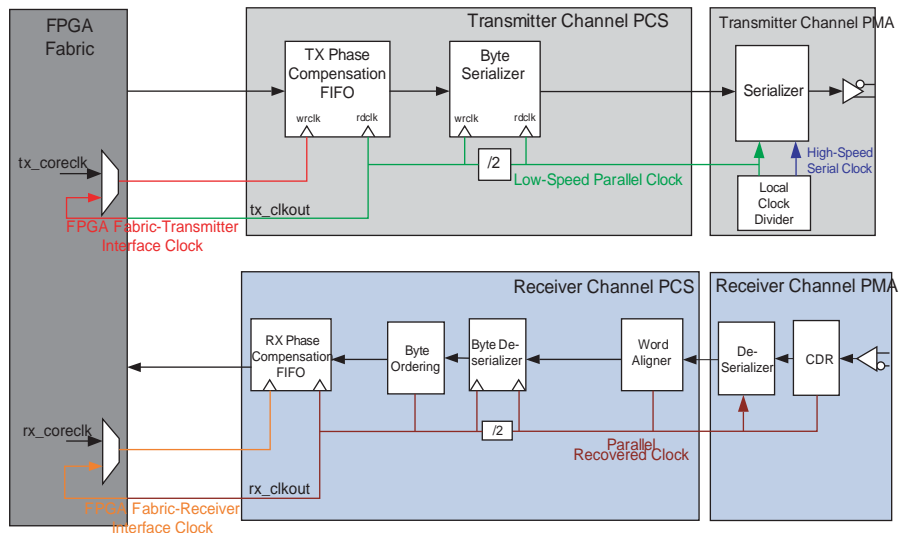 FPGA
Fabric
Transmitter Channel PCS
Transmitter Channel PMA
TX Phase
Compensation
FIFO
wrclk
rdclk
Byte
Serializer
wrclk
rdclk
/2
Serializer
High-Speed
Serial Clock
Low-Speed Parallel Clock
Local
Clock
Divider
tx_coreclk
tx_clkout
FPGA Fabric-Transmitter
Interface Clock
Receiver Channel PCS
Receiver Channel PMA
RX Phase
Compensation
FIFO
Byte
Ordering
Byte De-
serializer
Word
Aligner
De-
Serializer
CDR
/2
Parallel
Recovered Clock
rx_coreclk
rx_clkout
FPGA Fabric-Receiver
Interface Clock